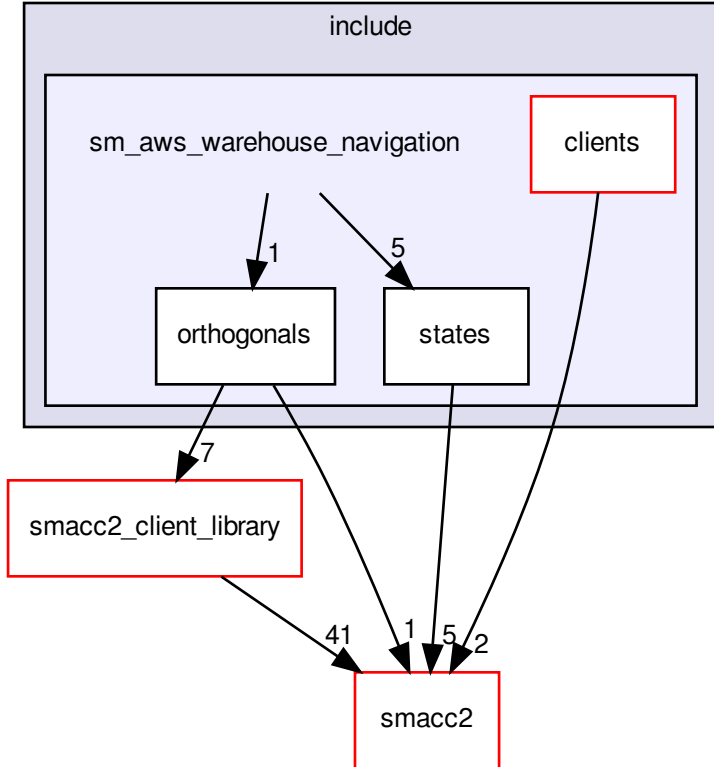 include
sm_aws_warehouse_navigation
clients
1
5
orthogonals
states
7
smacc2_client_library
41
1
5
2
smacc2